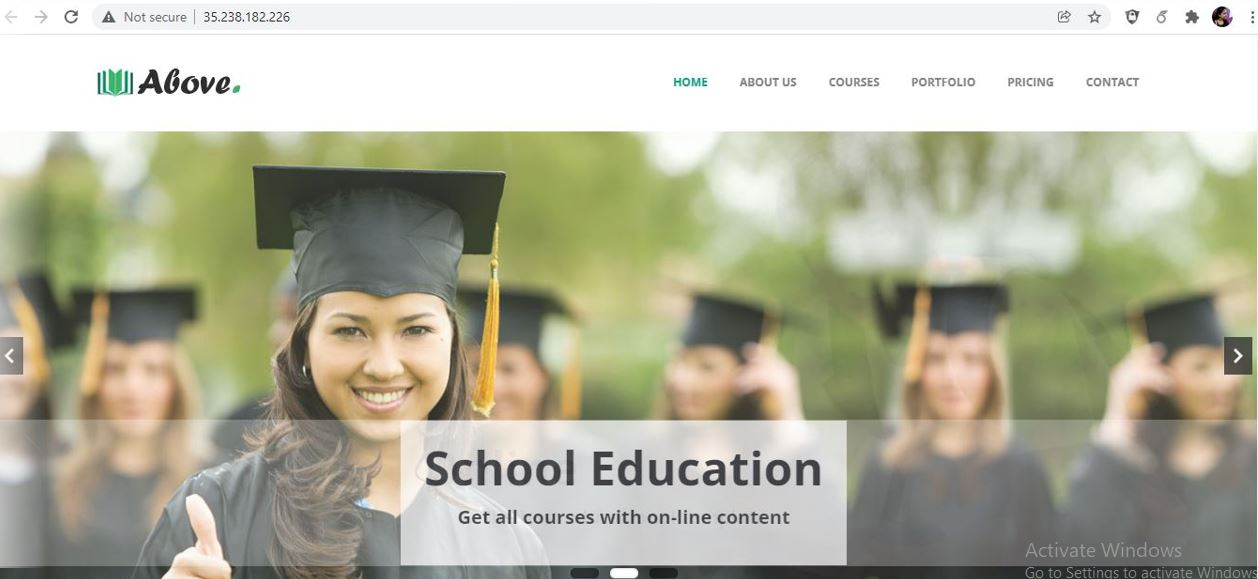 Not secure | 35.238.182.226
Above.
HOME ABOUT US COURSES PORTFOLIO PRICING CONTACT
School Education
Get all courses with on-line content
Activate Windows
Go to Settings to activate Windows